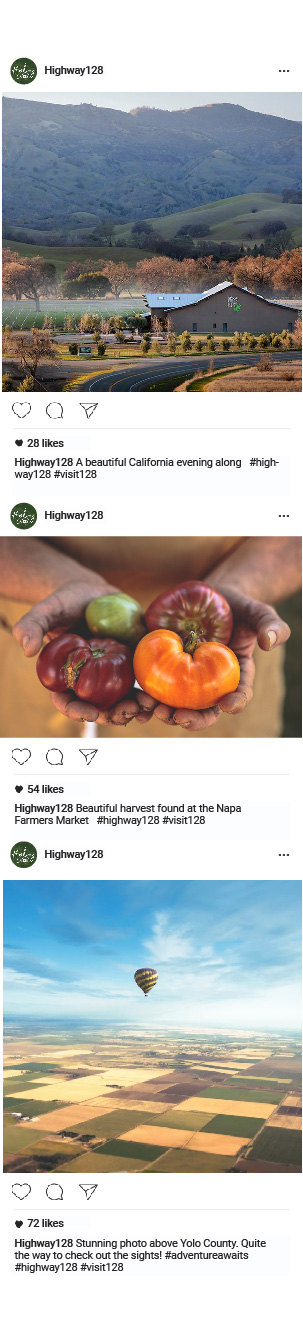 Highway128
28 likes
Highway128 A beautiful California evening along #high-
way128 #visit128
Highway128
54 likes
Highway128 Beautiful harvest found at the Napa
Farmers Market #highway128 #visit128
Highway128
72 likes
Highway128 Stunning photo above Yolo County. Quite
the way to check out the sights! #adventureawaits
#highway128 #visit128